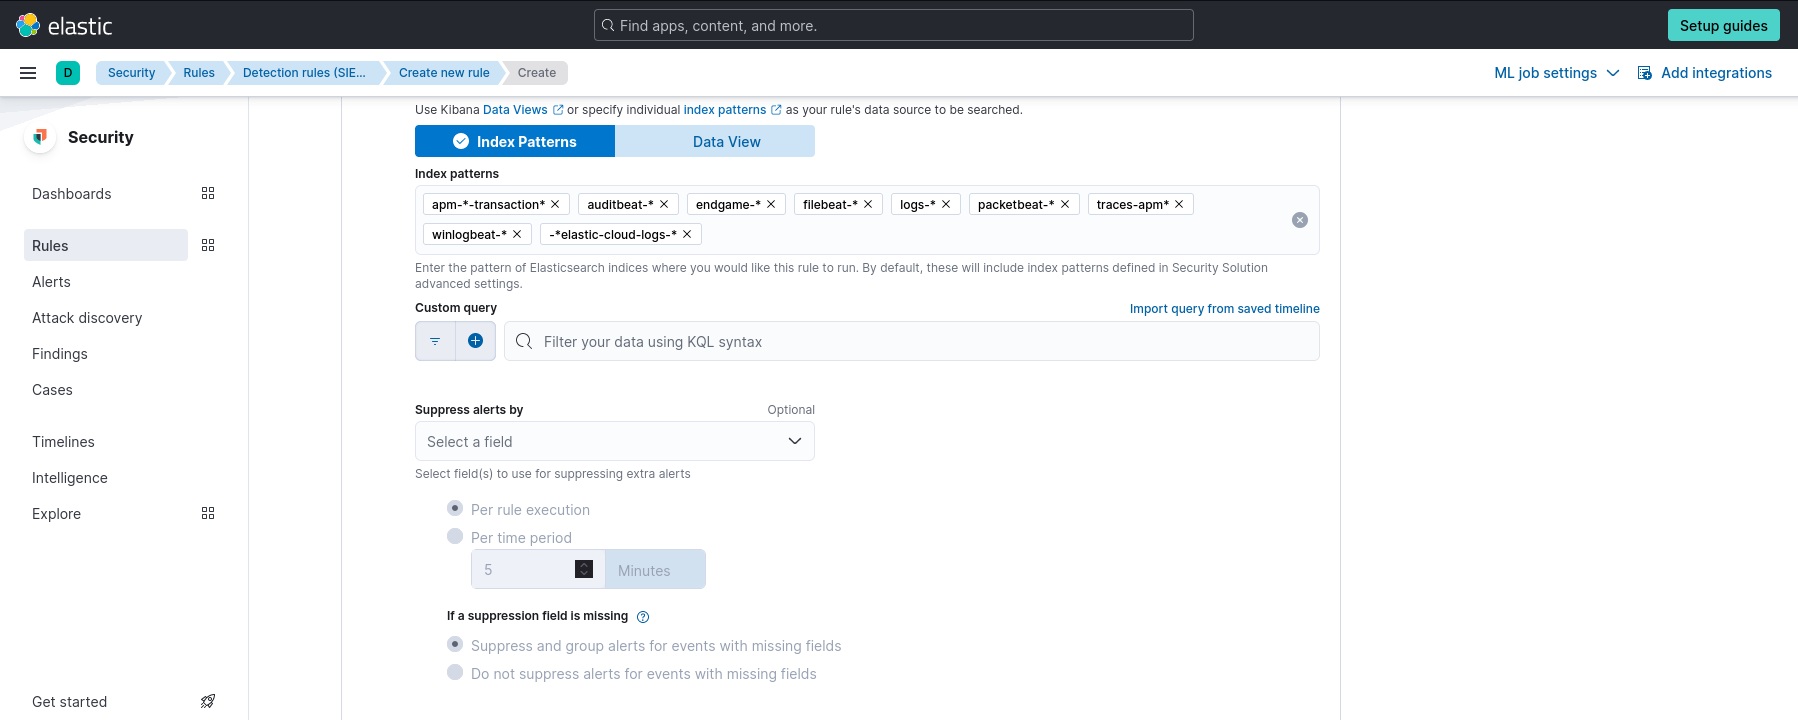 elastic
Find apps, content, and more.
Setup guides
D
Security
Rules
Detection rules (SIE...
Create new rule
Create
ML job settings
Add integrations
Security
Dashboards
Rules
Alerts
Attack discovery
Findings
Cases
Timelines
Intelligence
Explore
Get started
Use Kibana Data Views or specify individual index patterns as your rule's data source to be searched.
Index Patterns
Data View
Index patterns
apm-*-transaction* auditbeat-* endgame-* filebeat-* logs-* packetbeat-* traces-apm*
winlogbeat-* -*elastic-cloud-logs-*
Enter the pattern of Elasticsearch indices where you would like this rule to run. By default, these will include index patterns defined in Security Solution
advanced settings.
Custom query
Import query from saved timeline
Filter your data using KQL syntax
Suppress alerts by
Optional
Select a field
Select field(s) to use for suppressing extra alerts
Per rule execution
Per time period
5
Minutes
If a suppression field is missing
Suppress and group alerts for events with missing fields
Do not suppress alerts for events with missing fields